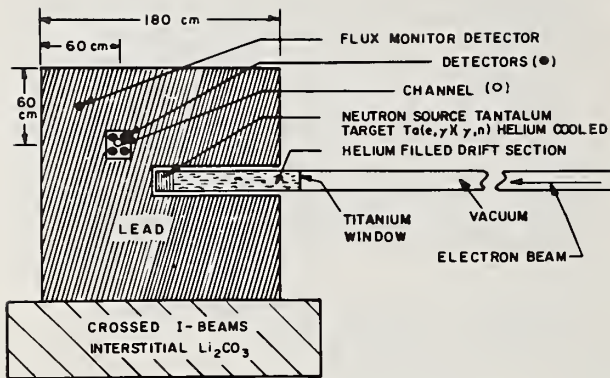 180 cm
60 cm
FLUX MONITOR DETECTOR
DETECTORS (●)
60 cm
CHANNEL (O)
NEUTRON SOURCE TANTALUM
TARGET Ta(e,γ)(γ,n) HELIUM COOLED
HELIUM FILLED DRIFT SECTION
LEAD
TITANIUM
WINDOW
VACUUM
ELECTRON BEAM
CROSSED I-BEAMS
INTERSTITIAL Li₂CO₃